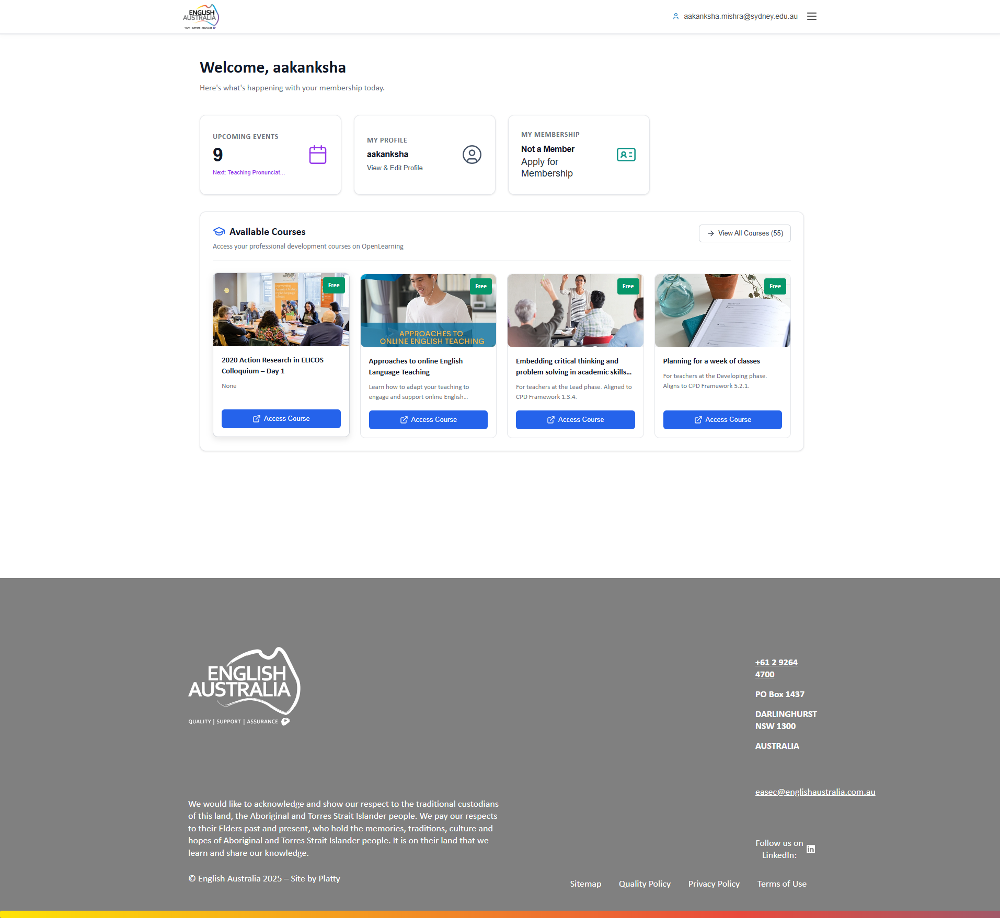 ENGLISH
AUSTRALIA
QUALITY | SUPPORT | ASSURANCE
aakanksha.mishra@sydney.edu.au
Welcome, aakanksha
Here's what's happening with your membership today.
UPCOMING EVENTS
9
Next: Teaching Pronunciat...
MY PROFILE
aakanksha
View & Edit Profile
MY MEMBERSHIP
Not a Member
Apply for
Membership
Available Courses
Access your professional development courses on OpenLearning
View All Courses (55)
Free
2020 Action Research in ELICOS
Colloquium – Day 1
None
Access Course
Free
APPROACHES TO
ONLINE ENGLISH TEACHING
Approaches to online English
Language Teaching
Learn how to adapt your teaching to
engage and support online English...
Access Course
Free
Embedding critical thinking and
problem solving in academic skills...
For teachers at the Lead phase. Aligned to
CPD Framework 1.3.4.
Access Course
Free
Planning for a week of classes
For teachers at the Developing phase.
Aligns to CPD Framework 5.2.1.
Access Course
ENGLISH
AUSTRALIA
QUALITY | SUPPORT | ASSURANCE
+61 2 9264
4700
PO Box 1437
DARLINGHURST
NSW 1300
AUSTRALIA
easec@englishaustralia.com.au
We would like to acknowledge and show our respect to the traditional custodians
of this land, the Aboriginal and Torres Strait Islander people. We pay our respects
to their Elders past and present, who hold the memories, traditions, culture and
hopes of Aboriginal and Torres Strait Islander people. It is on their land that we
learn and share our knowledge.
Follow us on
LinkedIn:
© English Australia 2025 – Site by Platty
Sitemap
Quality Policy
Privacy Policy
Terms of Use